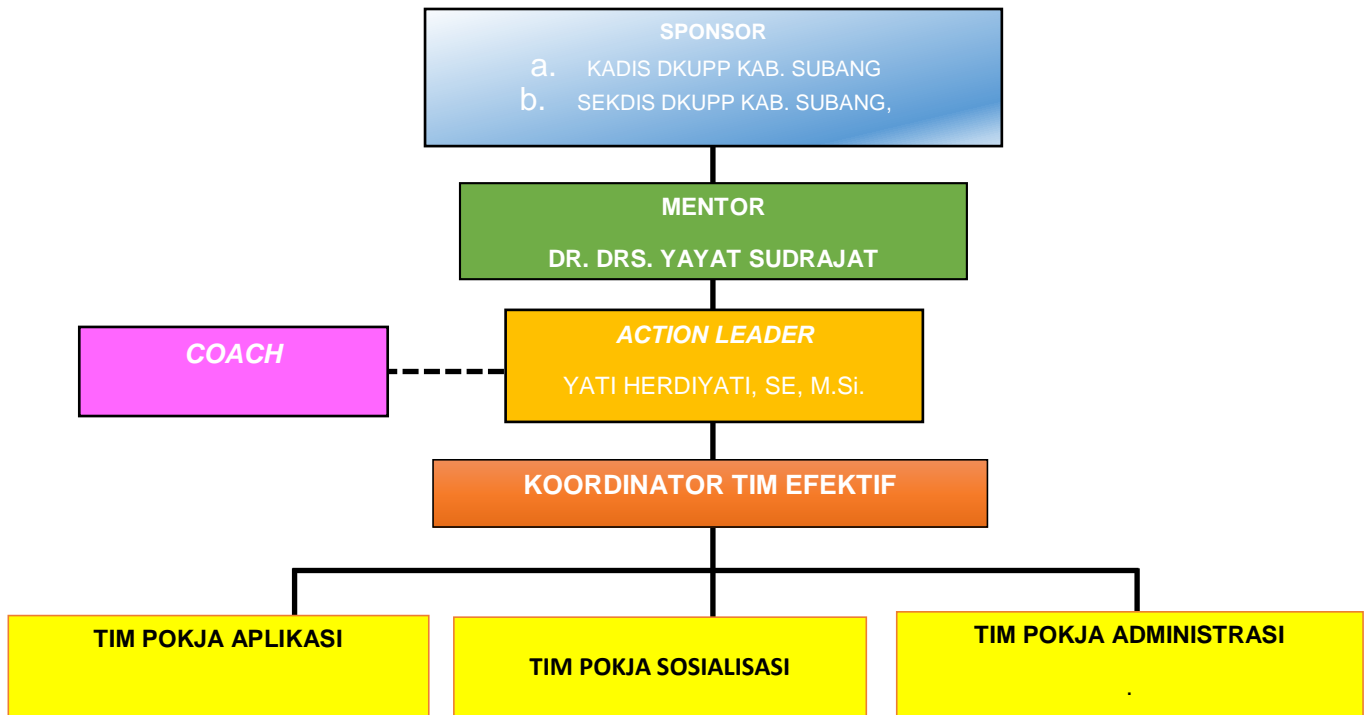 SPONSOR
a. KADIS DKUPP KAB. SUBANG
b. SEKDIS DKUPP KAB. SUBANG,
MENTOR
DR. DRS. YAYAT SUDRAJAT
COACH
ACTION LEADER
YATI HERDIYATI, SE, M.Si.
KOORDINATOR TIM EFEKTIF
TIM POKJA APLIKASI
TIM POKJA SOSIALISASI
TIM POKJA ADMINISTRASI
.